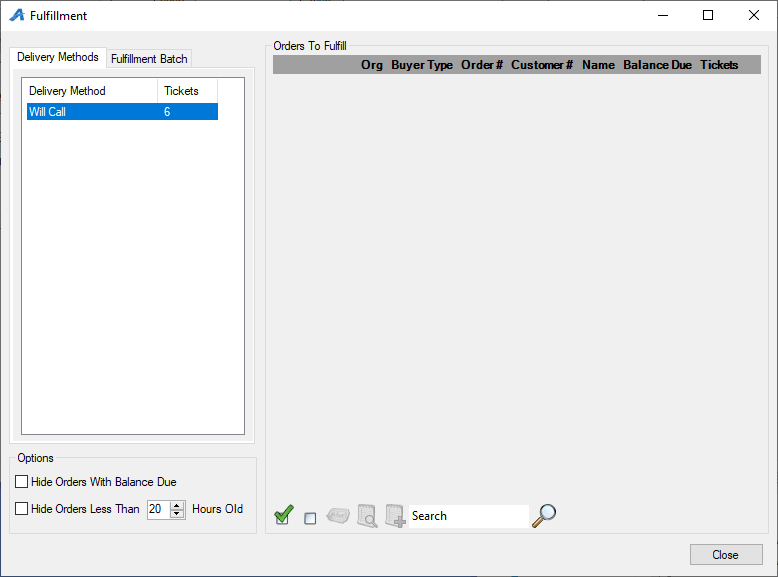 Fulfillment
Delivery Methods
Fulfillment Batch
Delivery Method Tickets
Will Call 6
Options
Hide Orders With Balance Due
Hide Orders Less Than 20 Hours Old
Orders To Fulfill
Org Buyer Type Order # Customer # Name Balance Due Tickets
Search
Close